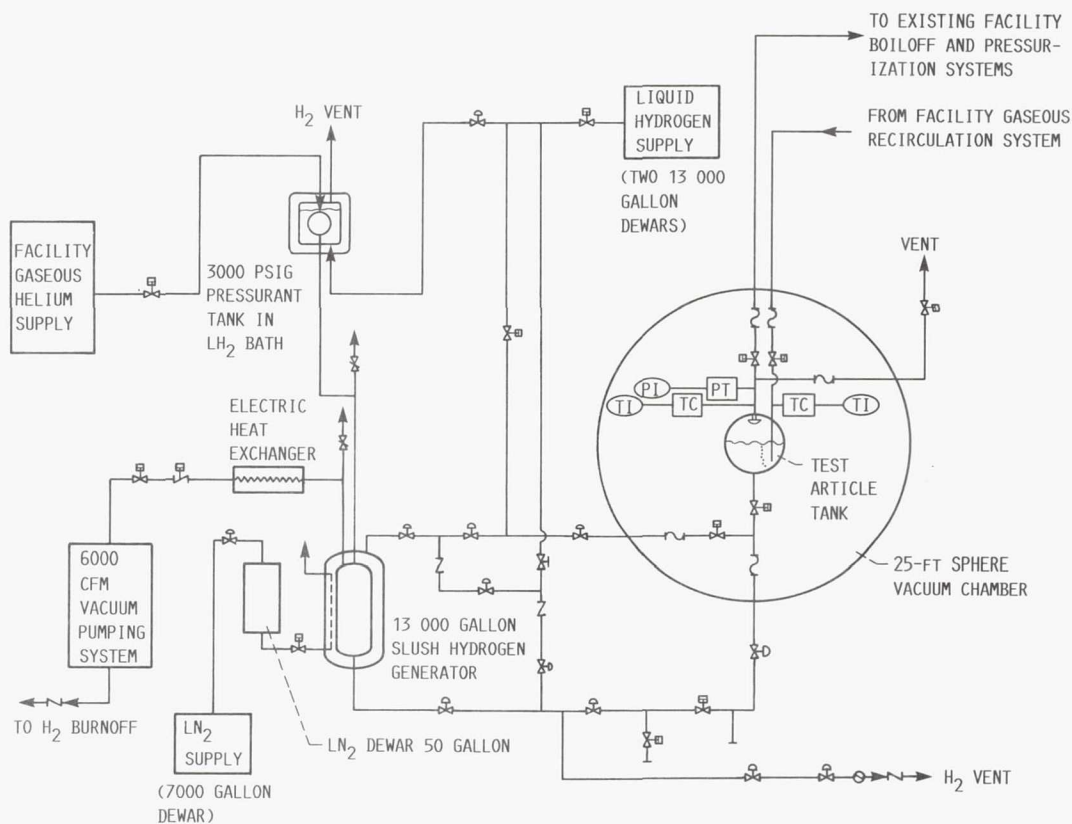 TO EXISTING FACILITY
BOILOFF AND PRESSUR-
IZATION SYSTEMS
H2 VENT
LIQUID
HYDROGEN
SUPPLY
(TWO 13 000
GALLON
DEWARS)
FROM FACILITY GASEOUS
RECIRCULATION SYSTEM
FACILITY
GASEOUS
HELIUM
SUPPLY
3000 PSIG
PRESSURANT
TANK IN
LH2 BATH
VENT
PI
PT
TI
TC
TC
TI
ELECTRIC
HEAT
EXCHANGER
TEST
ARTICLE
TANK
6000
CFM
VACUUM
PUMPING
SYSTEM
25-FT SPHERE
VACUUM CHAMBER
13 000 GALLON
SLUSH HYDROGEN
GENERATOR
TO H2 BURNOFF
LN2
SUPPLY
(7000 GALLON
DEWAR)
LN2 DEWAR 50 GALLON
H2 VENT